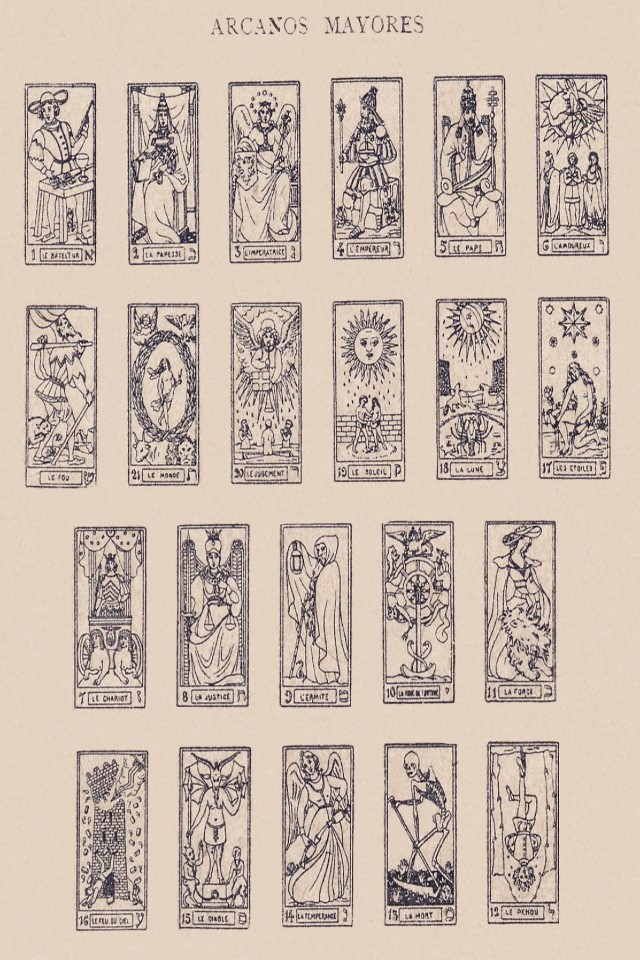 ARCANOS MAYORES
1 LE BATELEUR א
2 LA PAPESSE ב
3 L'IMPERATRICE ג
4 L'EMPEREUR ד
5 LE PAPE ה
6 L'AMOUREUX ו
LE FOU ש
21 LE MONDE ת
20 LE JUGEMENT ר
19 LE SOLEIL ק
18 LA LUNE צ
17 LES ETOILES פ
7 LE CHARIOT ז
8 LA JUSTICE ח
9 L'ERMITE ט
10 LA ROUE DE FORTUNE י
11 LA FORCE כ
16 LE FEU DU CIEL ע
15 LE DIABLE ס
14 LA TEMPERANCE נ
13 LA MORT מ
12 LE PENDU ל